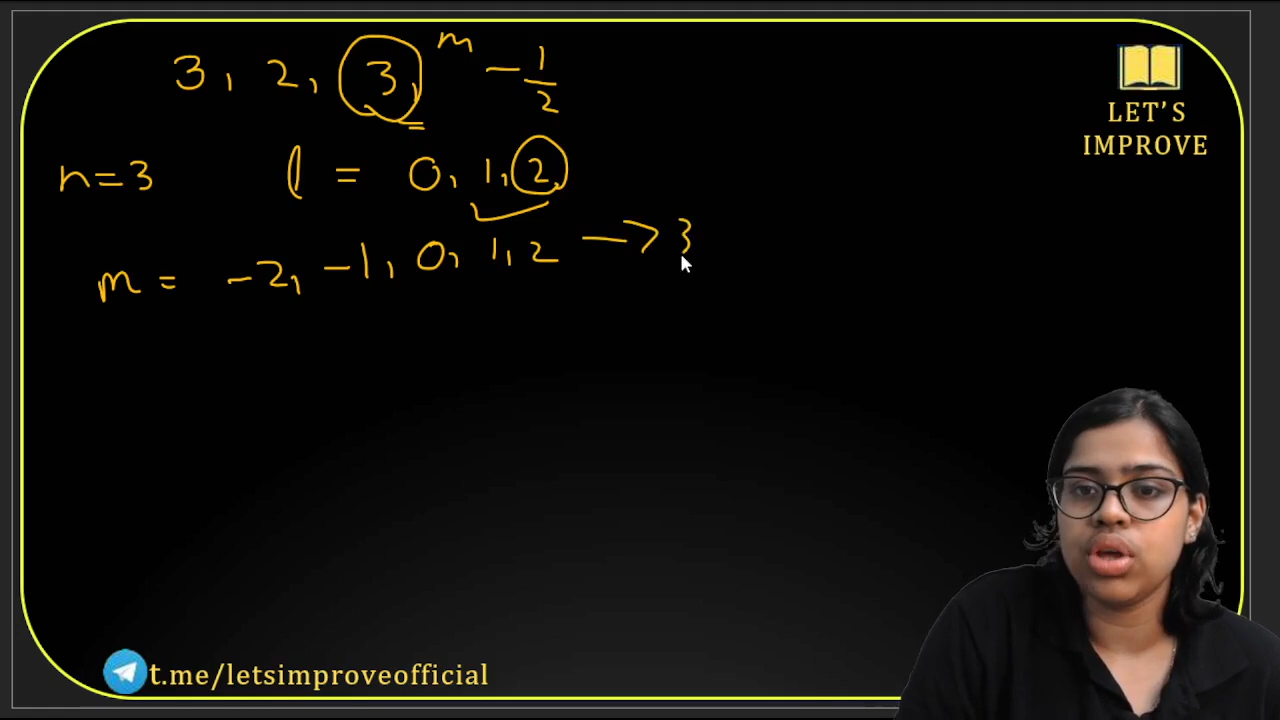 3, 2, 3, m -1/2
LET'S
IMPROVE
n=3 l = 0, 1, 2,
m = -2, -1, 0, 1, 2 → 3
t.me/letsimproveofficial